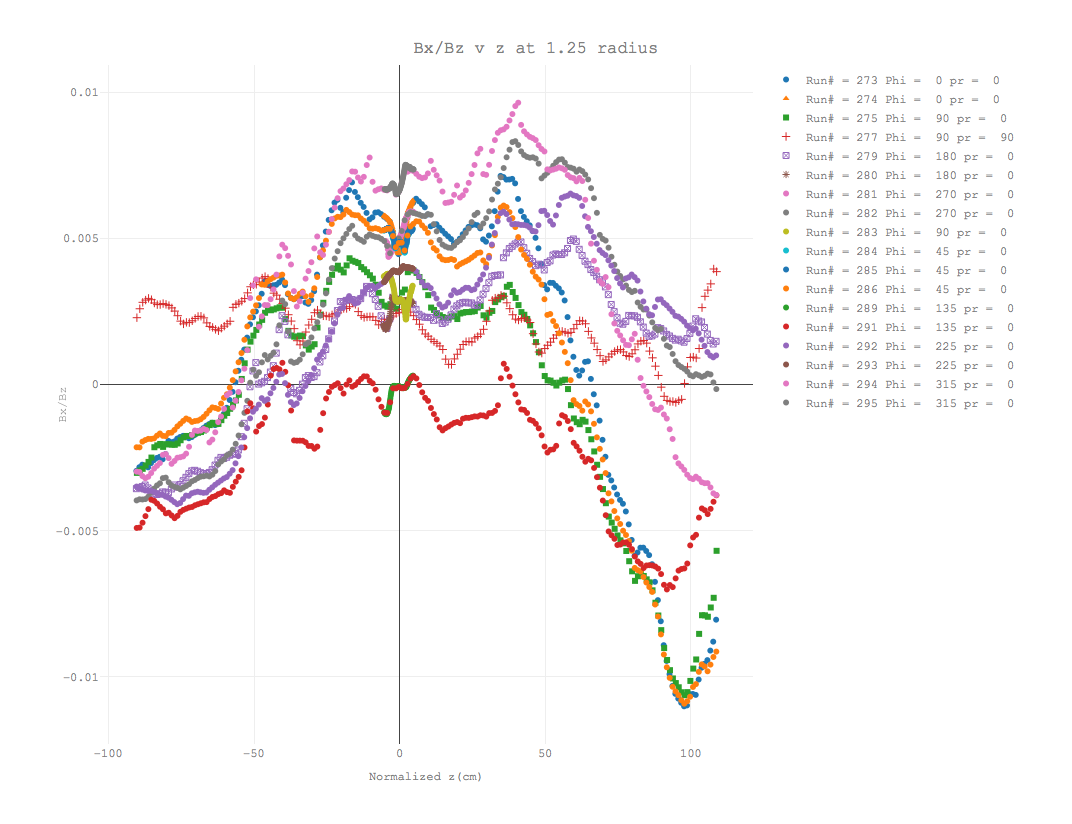 Bx/Bz v z at 1.25 radius
Bx/Bz
0.01
0.005
0
−0.005
−0.01
−100
−50
0
50
100
Normalized z(cm)
Run# = 273 Phi =  0 pr =  0
Run# = 274 Phi =  0 pr =  0
Run# = 275 Phi =  90 pr =  0
Run# = 277 Phi =  90 pr =  90
Run# = 279 Phi =  180 pr =  0
Run# = 280 Phi =  180 pr =  0
Run# = 281 Phi =  270 pr =  0
Run# = 282 Phi =  270 pr =  0
Run# = 283 Phi =  90 pr =  0
Run# = 284 Phi =  45 pr =  0
Run# = 285 Phi =  45 pr =  0
Run# = 286 Phi =  45 pr =  0
Run# = 289 Phi =  135 pr =  0
Run# = 291 Phi =  135 pr =  0
Run# = 292 Phi =  225 pr =  0
Run# = 293 Phi =  225 pr =  0
Run# = 294 Phi =  315 pr =  0
Run# = 295 Phi =  315 pr =  0